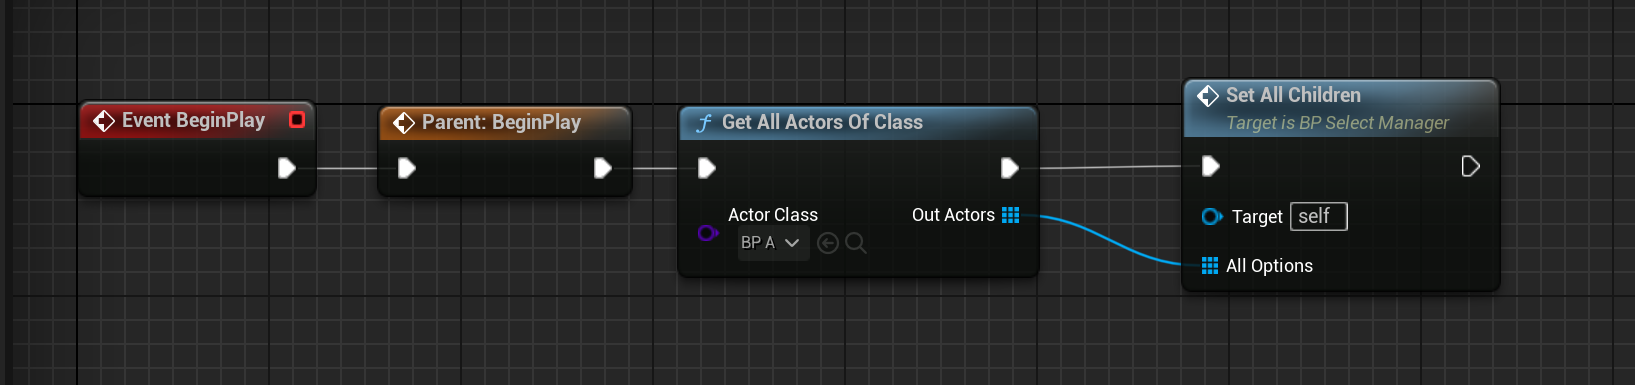 Event BeginPlay
Parent: BeginPlay
Get All Actors Of Class
Actor Class
BP A
Out Actors
Set All Children
Target is BP Select Manager
Target self
All Options